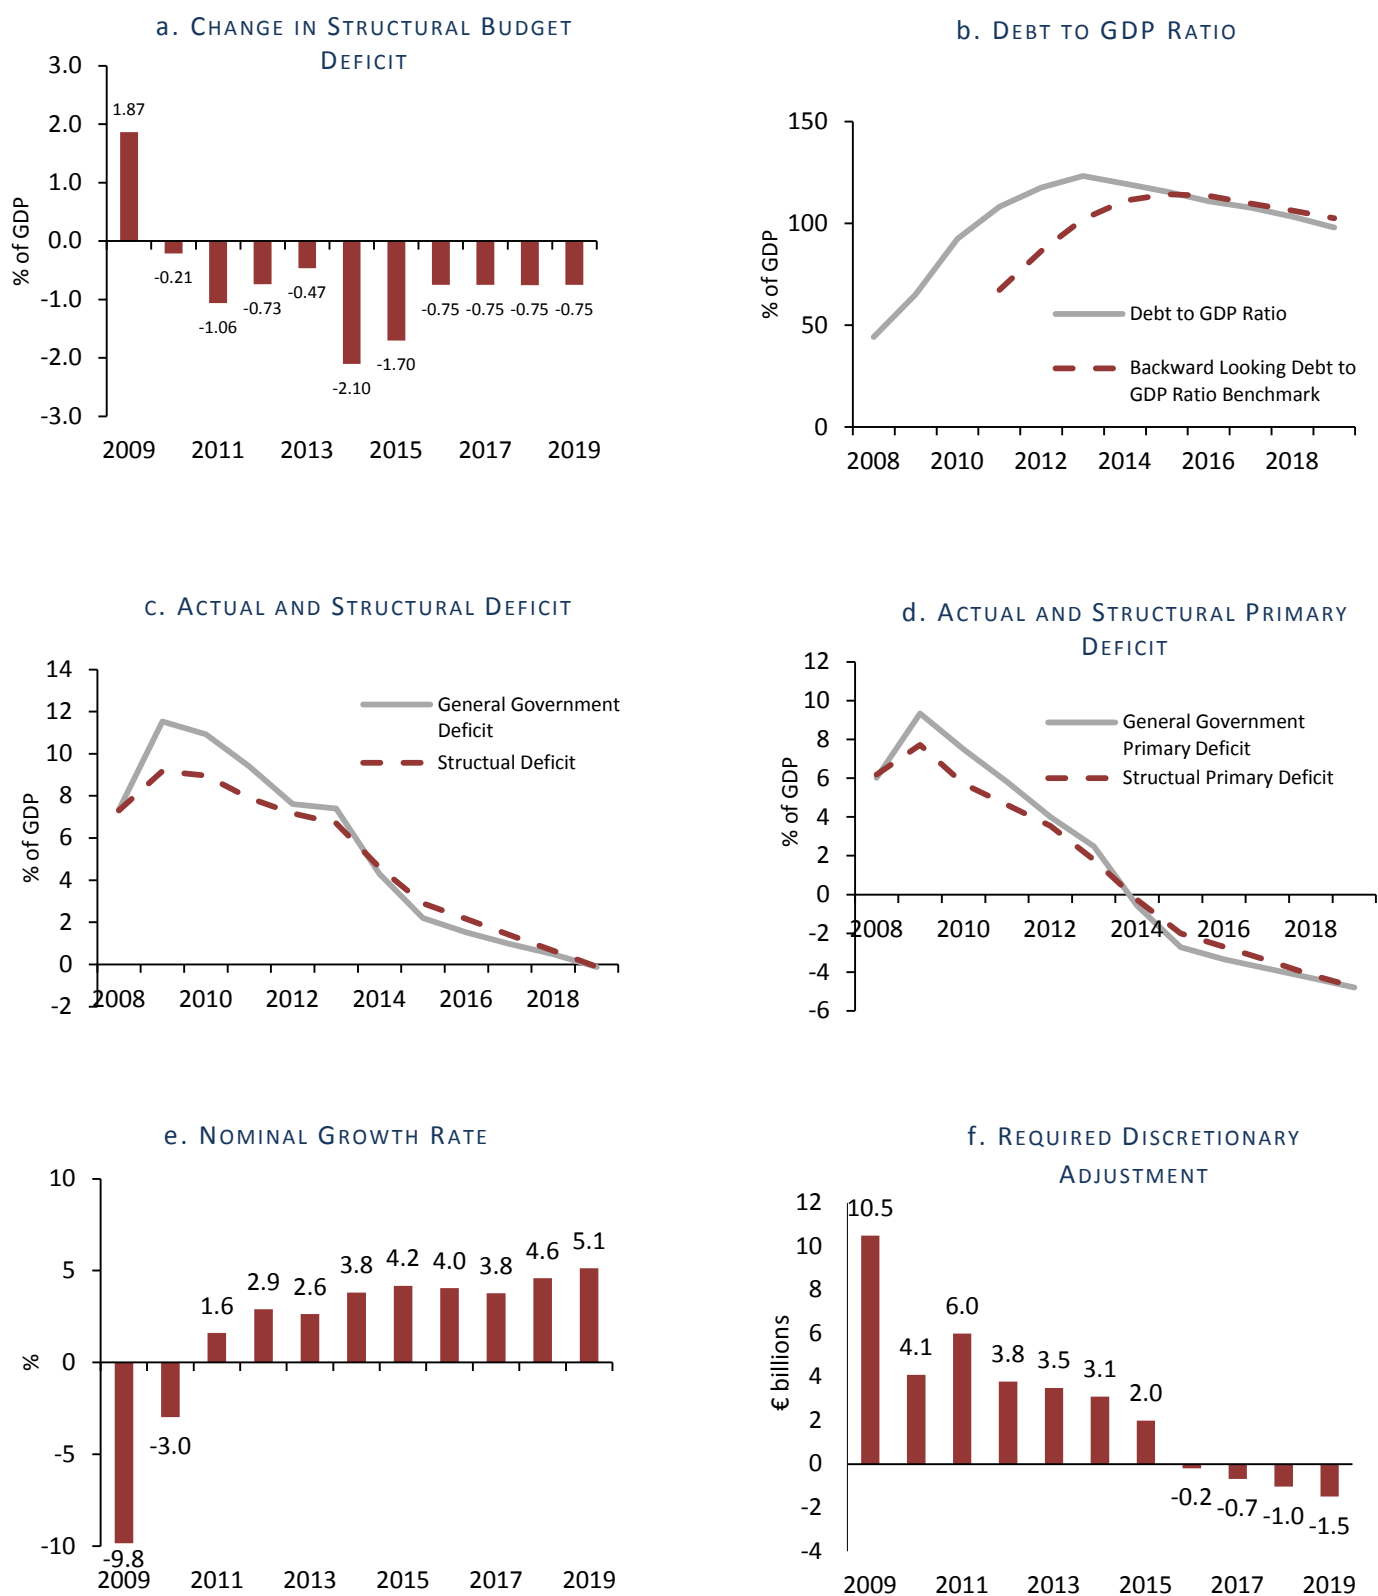 a. CHANGE IN STRUCTURAL BUDGET
DEFICIT
3.0
2.0
1.0
0.0
-1.0
-2.0
-3.0
% of GDP
1.87
-0.21
-1.06
-0.73
-0.47
-2.10
-1.70
-0.75
-0.75
-0.75
-0.75
2009 2011 2013 2015 2017 2019
b. DEBT TO GDP RATIO
150
100
50
0
% of GDP
Debt to GDP Ratio
Backward Looking Debt to
GDP Ratio Benchmark
2008 2010 2012 2014 2016 2018
c. ACTUAL AND STRUCTURAL DEFICIT
14
12
10
8
6
4
2
0
-2
% of GDP
General Government
Deficit
Structual Deficit
2008 2010 2012 2014 2016 2018
d. ACTUAL AND STRUCTURAL PRIMARY
DEFICIT
12
10
8
6
4
2
0
-2
-4
-6
% of GDP
General Government
Primary Deficit
Structual Primary Deficit
2008 2010 2012 2014 2016 2018
e. NOMINAL GROWTH RATE
10
5
0
-5
-10
%
-9.8
-3.0
1.6
2.9
2.6
3.8
4.2
4.0
3.8
4.6
5.1
2009 2011 2013 2015 2017 2019
f. REQUIRED DISCRETIONARY
ADJUSTMENT
12
10
8
6
4
2
0
-2
-4
€ billions
10.5
4.1
6.0
3.8
3.5
3.1
2.0
-0.2
-0.7
-1.0
-1.5
2009 2011 2013 2015 2017 2019